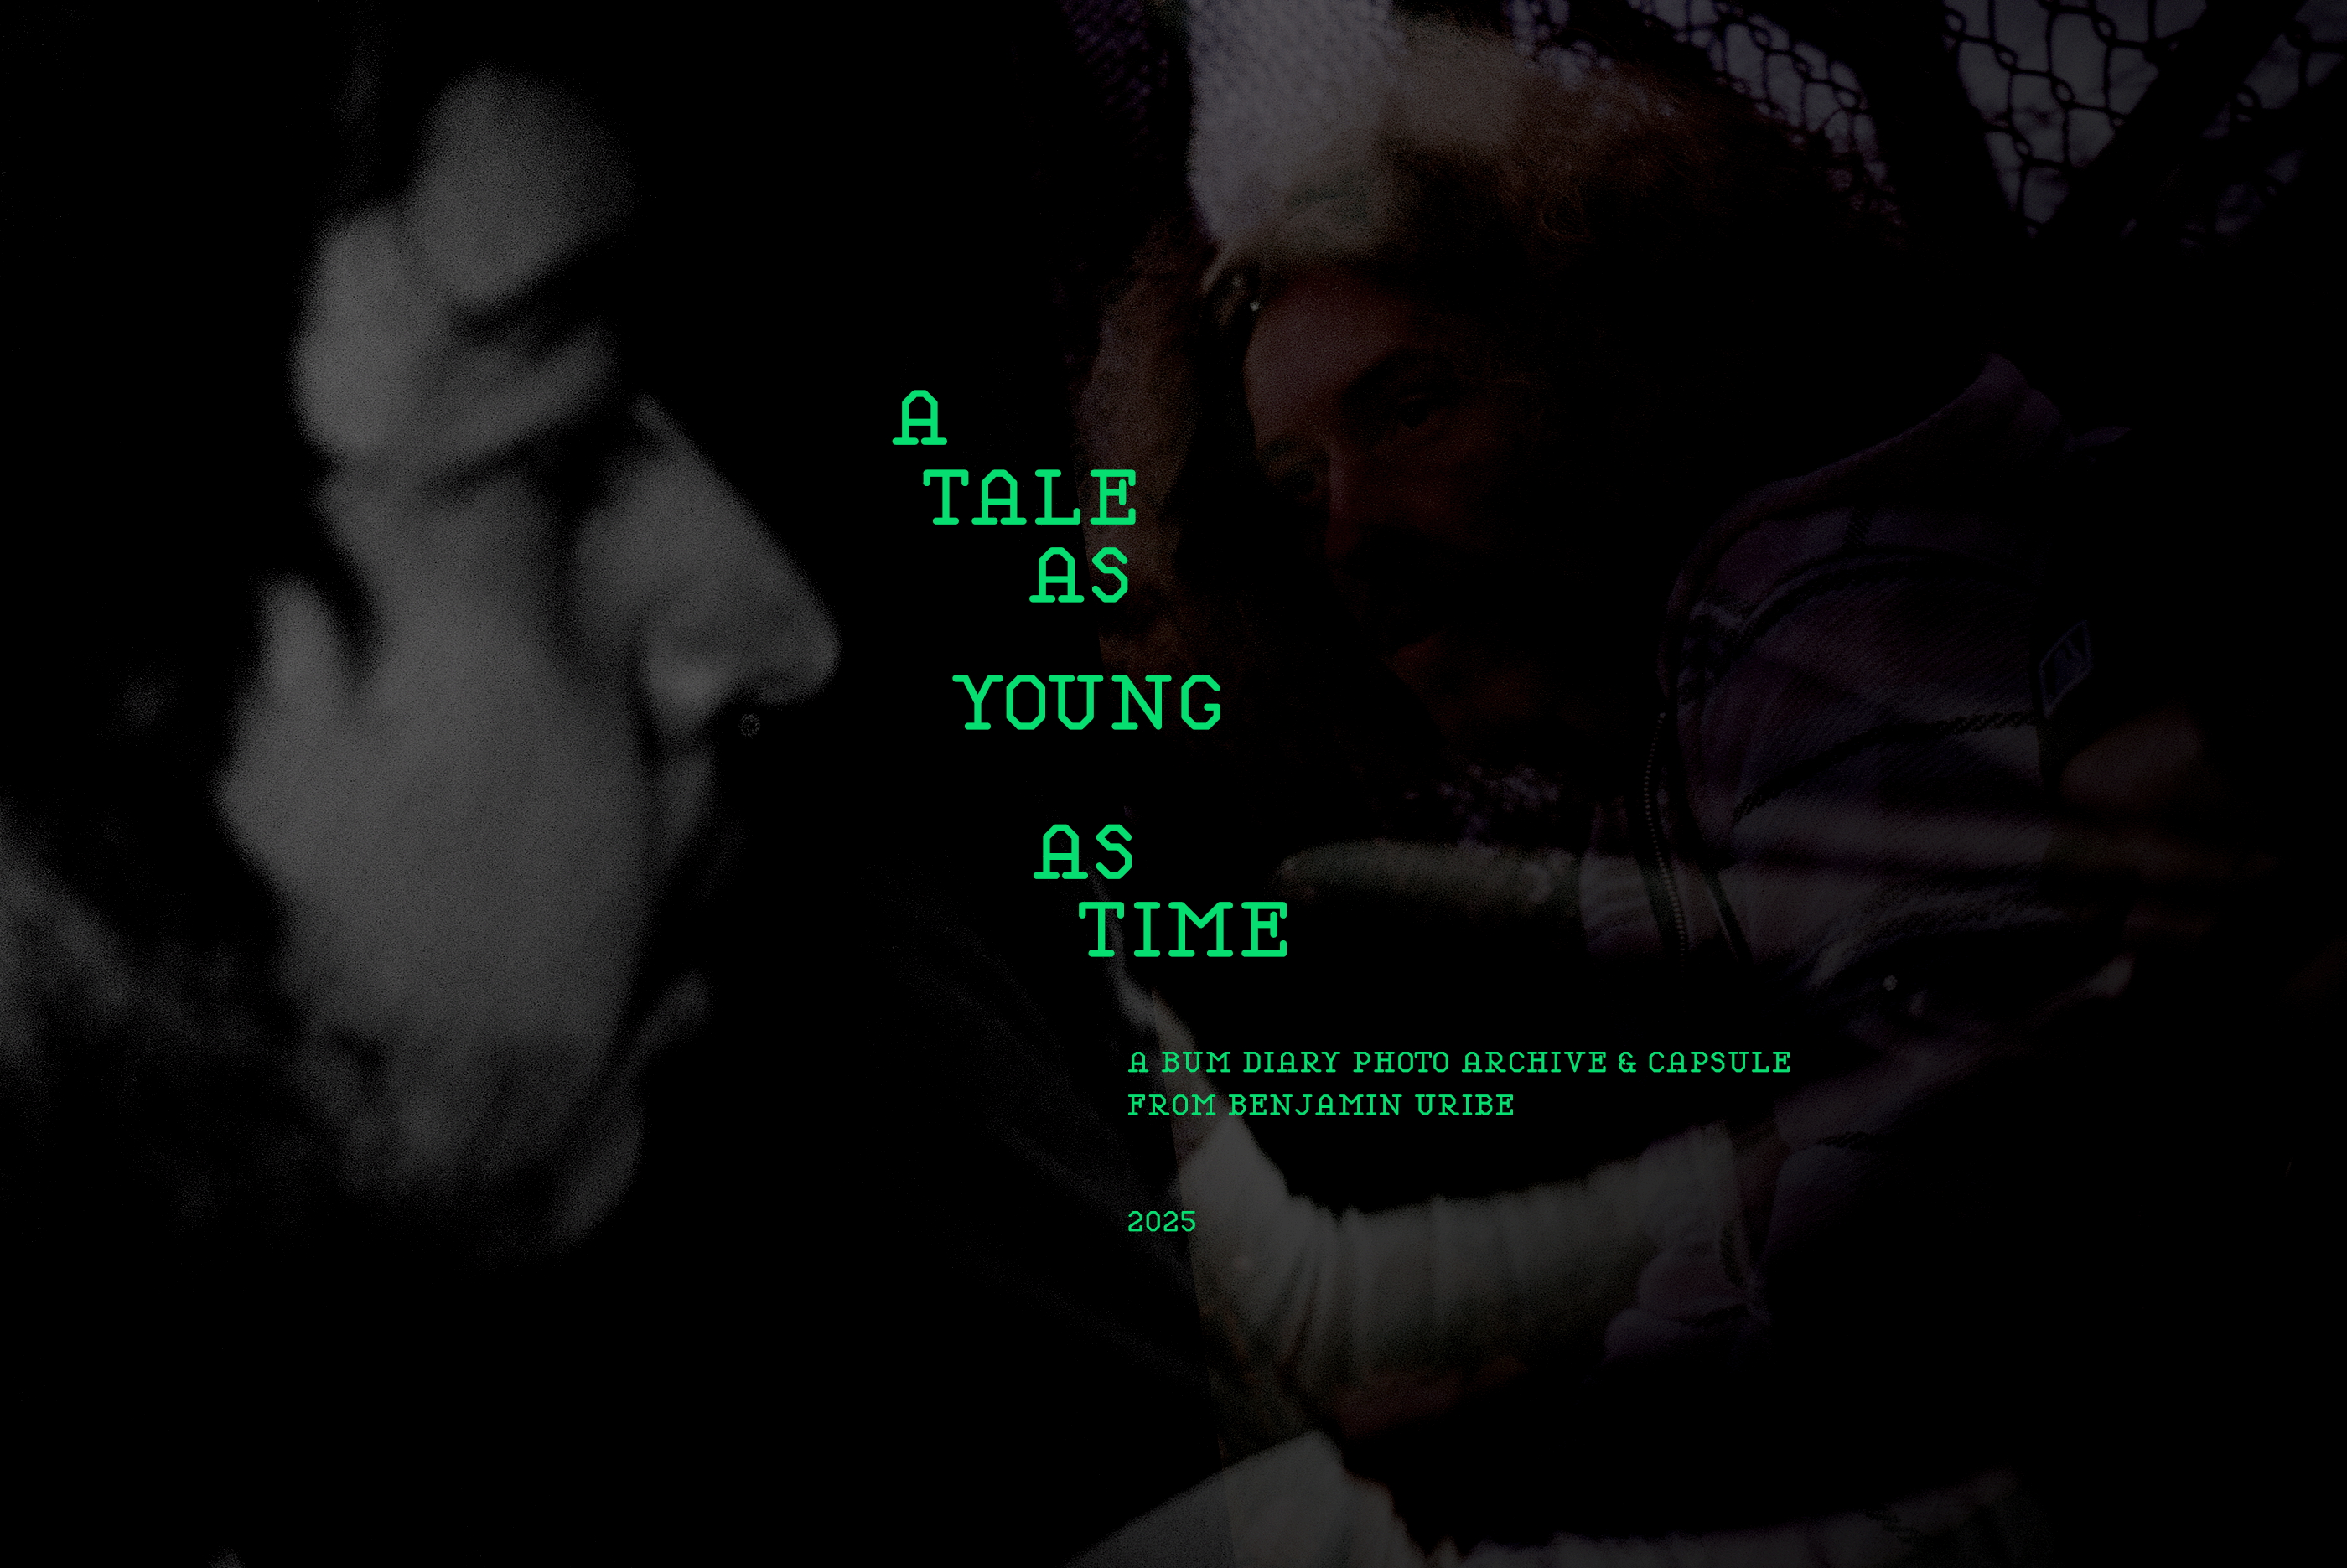 A
TALE
AS
YOUNG
AS
TIME
A BUM DIARY PHOTO ARCHIVE & CAPSULE
FROM BENJAMIN URIBE
2025